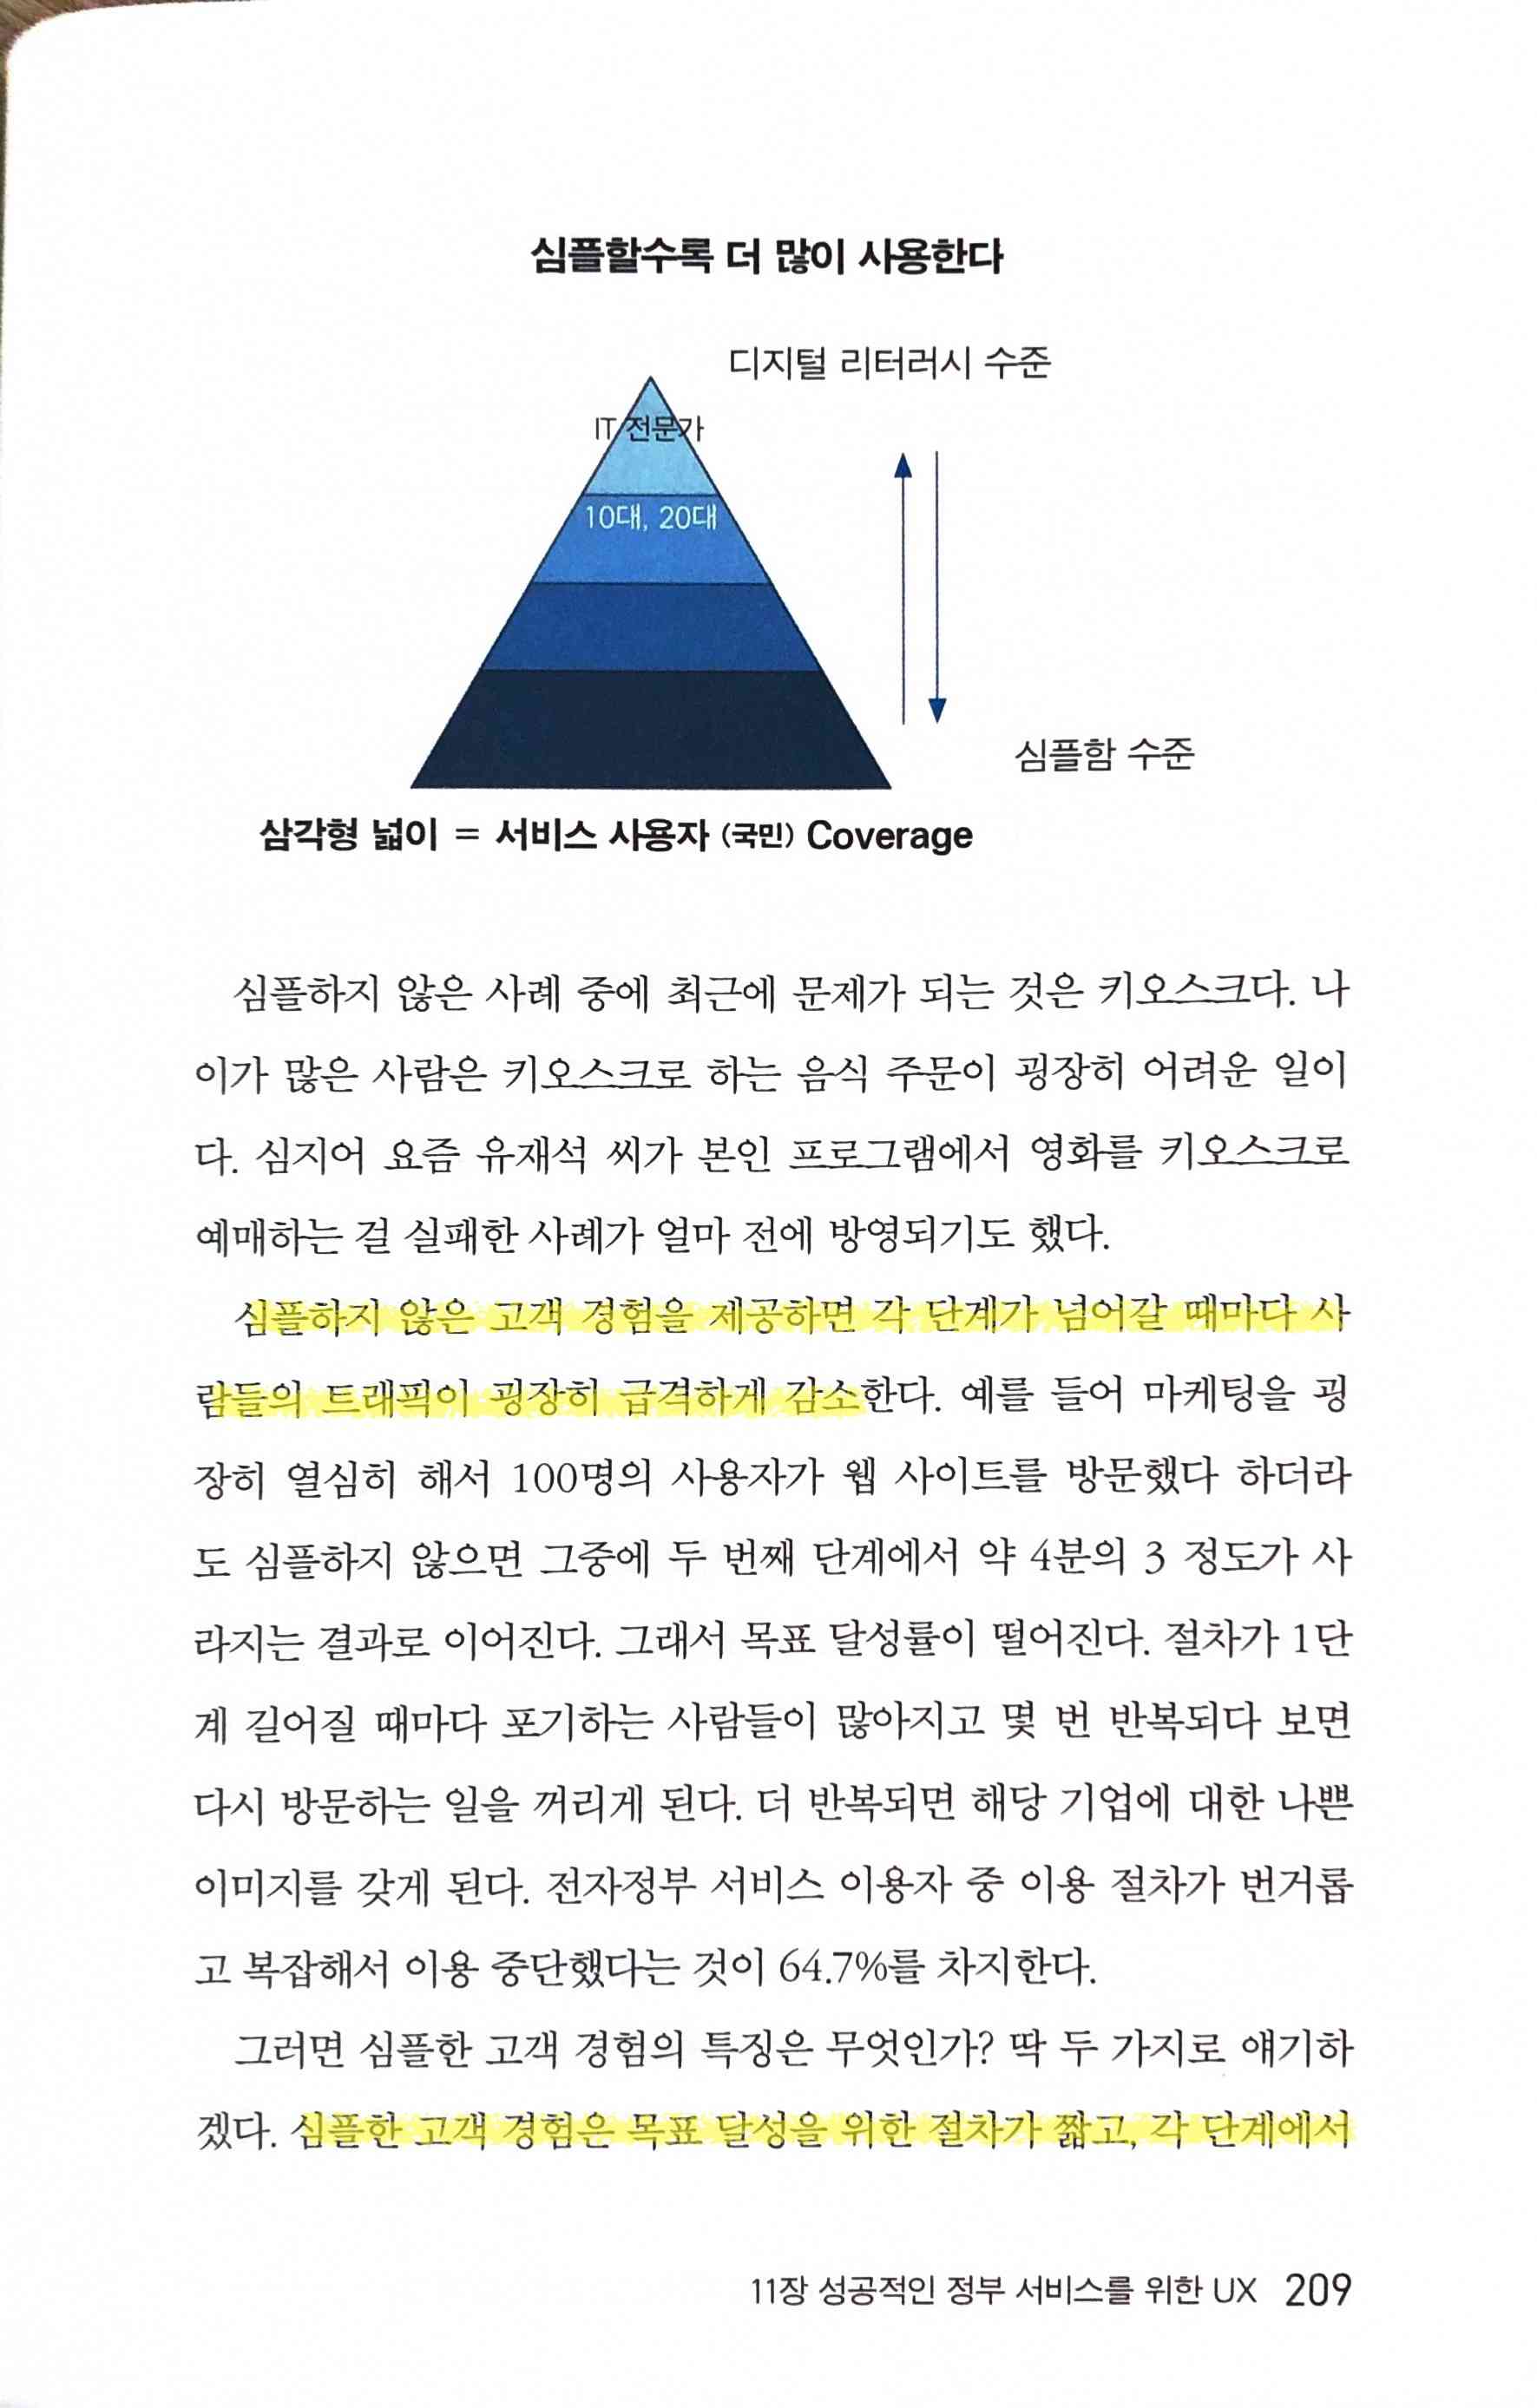 심플할수록 더 많이 사용한다
디지털 리터러시 수준
IT 전문가
10대, 20대
심플함 수준
삼각형 넓이 = 서비스 사용자 (국민) Coverage
심플하지 않은 사례 중에 최근에 문제가 되는 것은 키오스크다. 나
이가 많은 사람은 키오스크로 하는 음식 주문이 굉장히 어려운 일이
다. 심지어 요즘 유재석 씨가 본인 프로그램에서 영화를 키오스크로
예매하는 걸 실패한 사례가 얼마 전에 방영되기도 했다.
심플하지 않은 고객 경험을 제공하면 각 단계가 넘어갈 때마다 사
람들의 트래픽이 굉장히 급격하게 감소한다. 예를 들어 마케팅을 굉
장히 열심히 해서 100명의 사용자가 웹 사이트를 방문했다 하더라
도 심플하지 않으면 그중에 두 번째 단계에서 약 4분의 3 정도가 사
라지는 결과로 이어진다. 그래서 목표 달성률이 떨어진다. 절차가 1단
계 길어질 때마다 포기하는 사람들이 많아지고 몇 번 반복되다 보면
다시 방문하는 일을 꺼리게 된다. 더 반복되면 해당 기업에 대한 나쁜
이미지를 갖게 된다. 전자정부 서비스 이용자 중 이용 절차가 번거롭
고 복잡해서 이용 중단했다는 것이 64.7%를 차지한다.
그러면 심플한 고객 경험의 특징은 무엇인가? 딱 두 가지로 얘기하
겠다. 심플한 고객 경험은 목표 달성을 위한 절차가 짧고, 각 단계에서
11장 성공적인 정부 서비스를 위한 UX 209